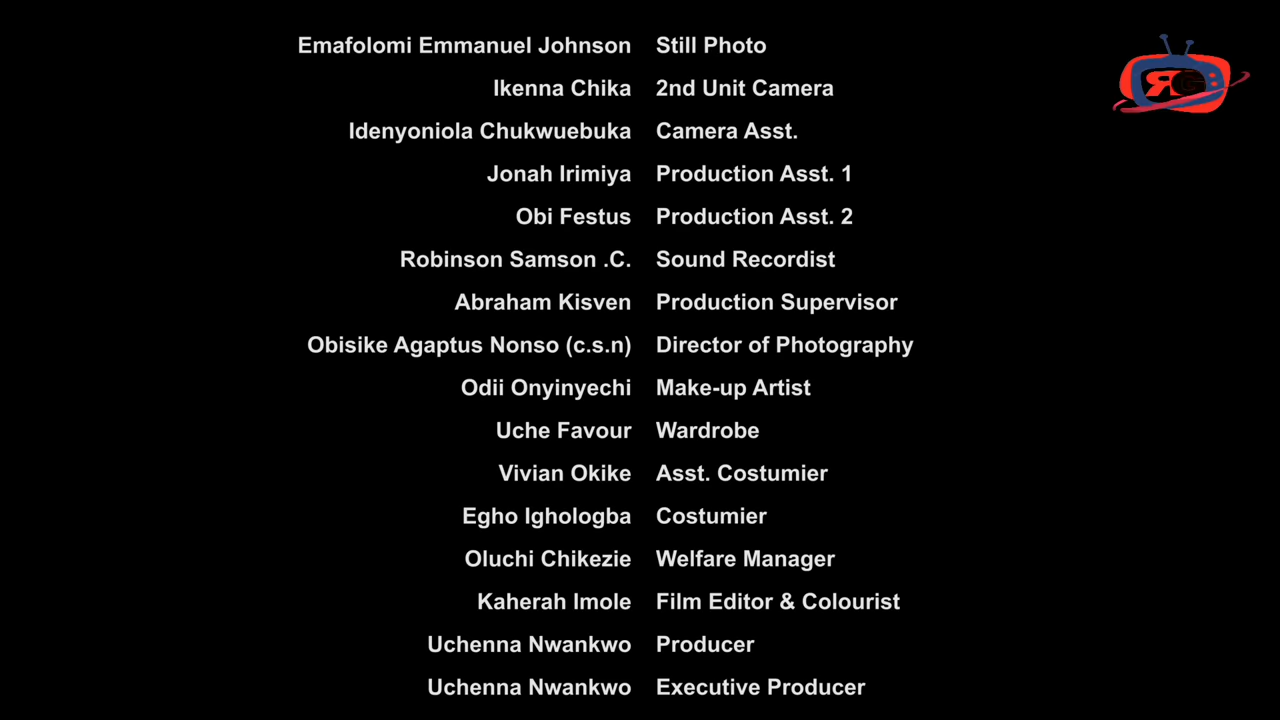 Emafolomi Emmanuel Johnson Still Photo
Ikenna Chika 2nd Unit Camera
Idenyoniola Chukwuebuka Camera Asst.
Jonah Irimiya Production Asst. 1
Obi Festus Production Asst. 2
Robinson Samson .C. Sound Recordist
Abraham Kisven Production Supervisor
Obisike Agaptus Nonso (c.s.n) Director of Photography
Odii Onyinyechi Make-up Artist
Uche Favour Wardrobe
Vivian Okike Asst. Costumier
Egho Ighologba Costumier
Oluchi Chikezie Welfare Manager
Kaherah Imole Film Editor & Colourist
Uchenna Nwankwo Producer
Uchenna Nwankwo Executive Producer